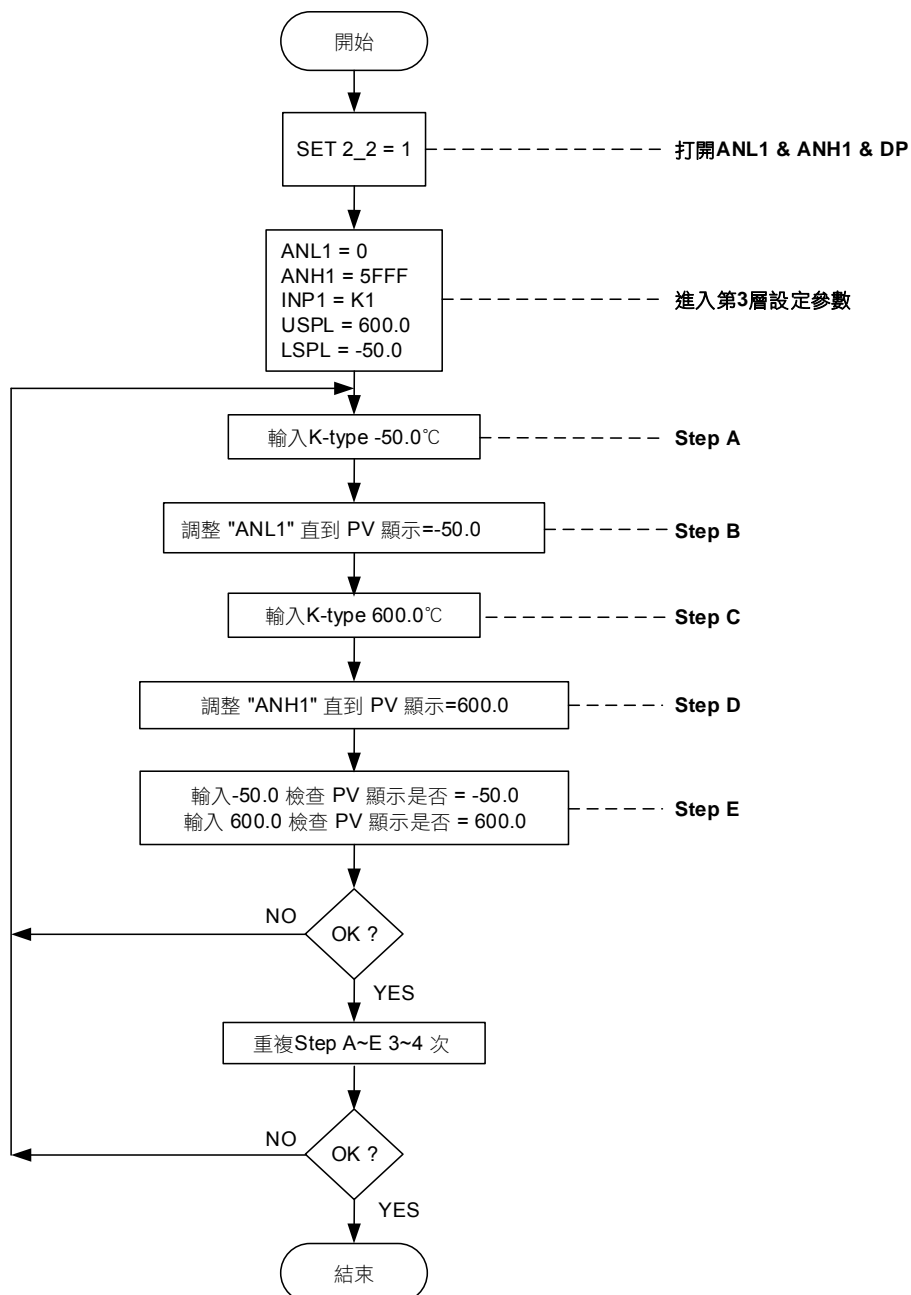 開始
SET 2_2 = 1
打開ANL1 & ANH1 & DP
ANL1 = 0
ANH1 = 5FFF
INP1 = K1
USPL = 600.0
LSPL = -50.0
進入第3層設定參數
輸入K-type -50.0℃
Step A
調整 "ANL1" 直到 PV 顯示=-50.0
Step B
輸入K-type 600.0℃
Step C
調整 "ANH1" 直到 PV 顯示=600.0
Step D
輸入-50.0 檢查 PV 顯示是否 = -50.0
輸入 600.0 檢查 PV 顯示是否 = 600.0
Step E
NO
OK ?
YES
重複Step A~E 3~4 次
NO
OK ?
YES
結束